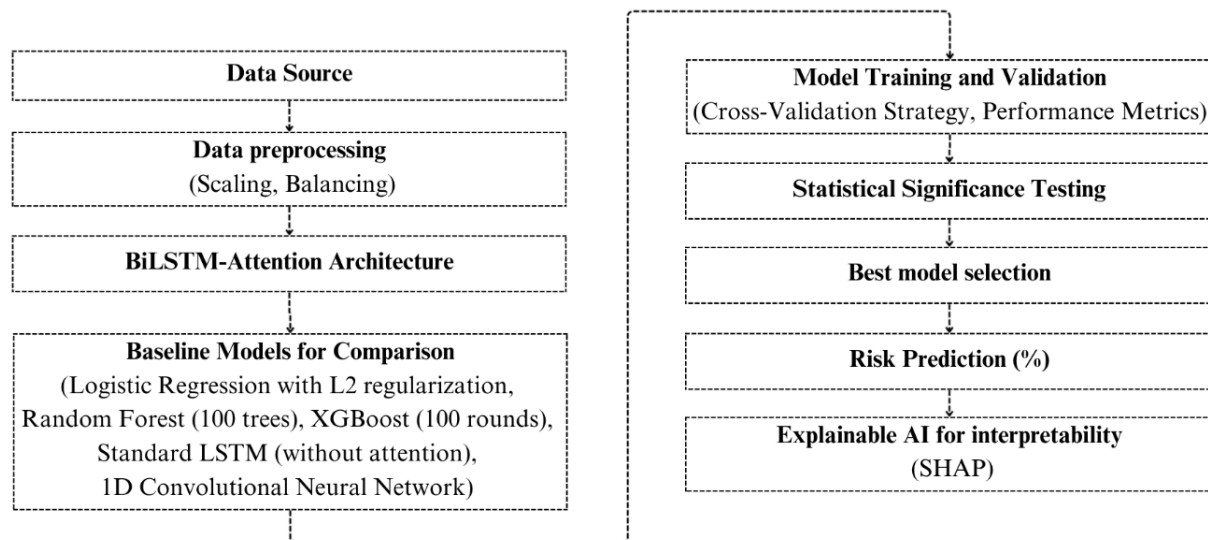 Data Source
Data preprocessing
(Scaling, Balancing)
BiLSTM-Attention Architecture
Baseline Models for Comparison
(Logistic Regression with L2 regularization,
Random Forest (100 trees), XGBoost (100 rounds),
Standard LSTM (without attention),
1D Convolutional Neural Network)
Model Training and Validation
(Cross-Validation Strategy, Performance Metrics)
Statistical Significance Testing
Best model selection
Risk Prediction (%)
Explainable AI for interpretability
(SHAP)